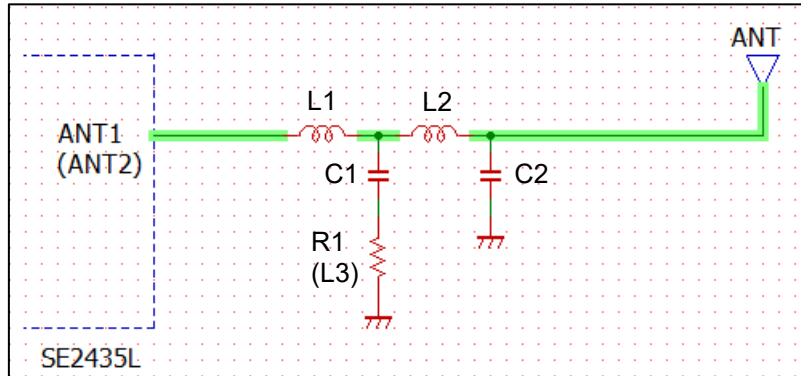 ANT
L1
L2
ANT1
(ANT2)
C1
C2
R1
(L3)
SE2435L